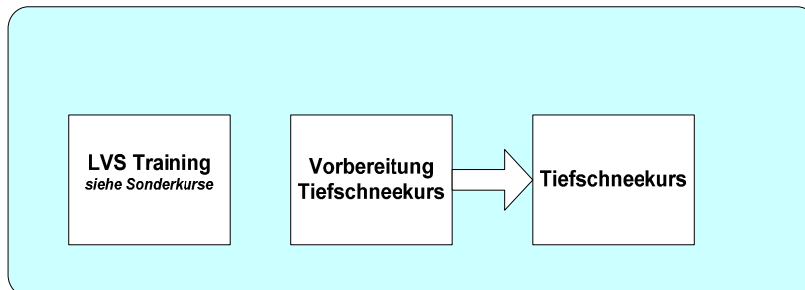 LVS Training
siehe Sonderkurse
Vorbereitung
Tiefschneekurs
Tiefschneekurs